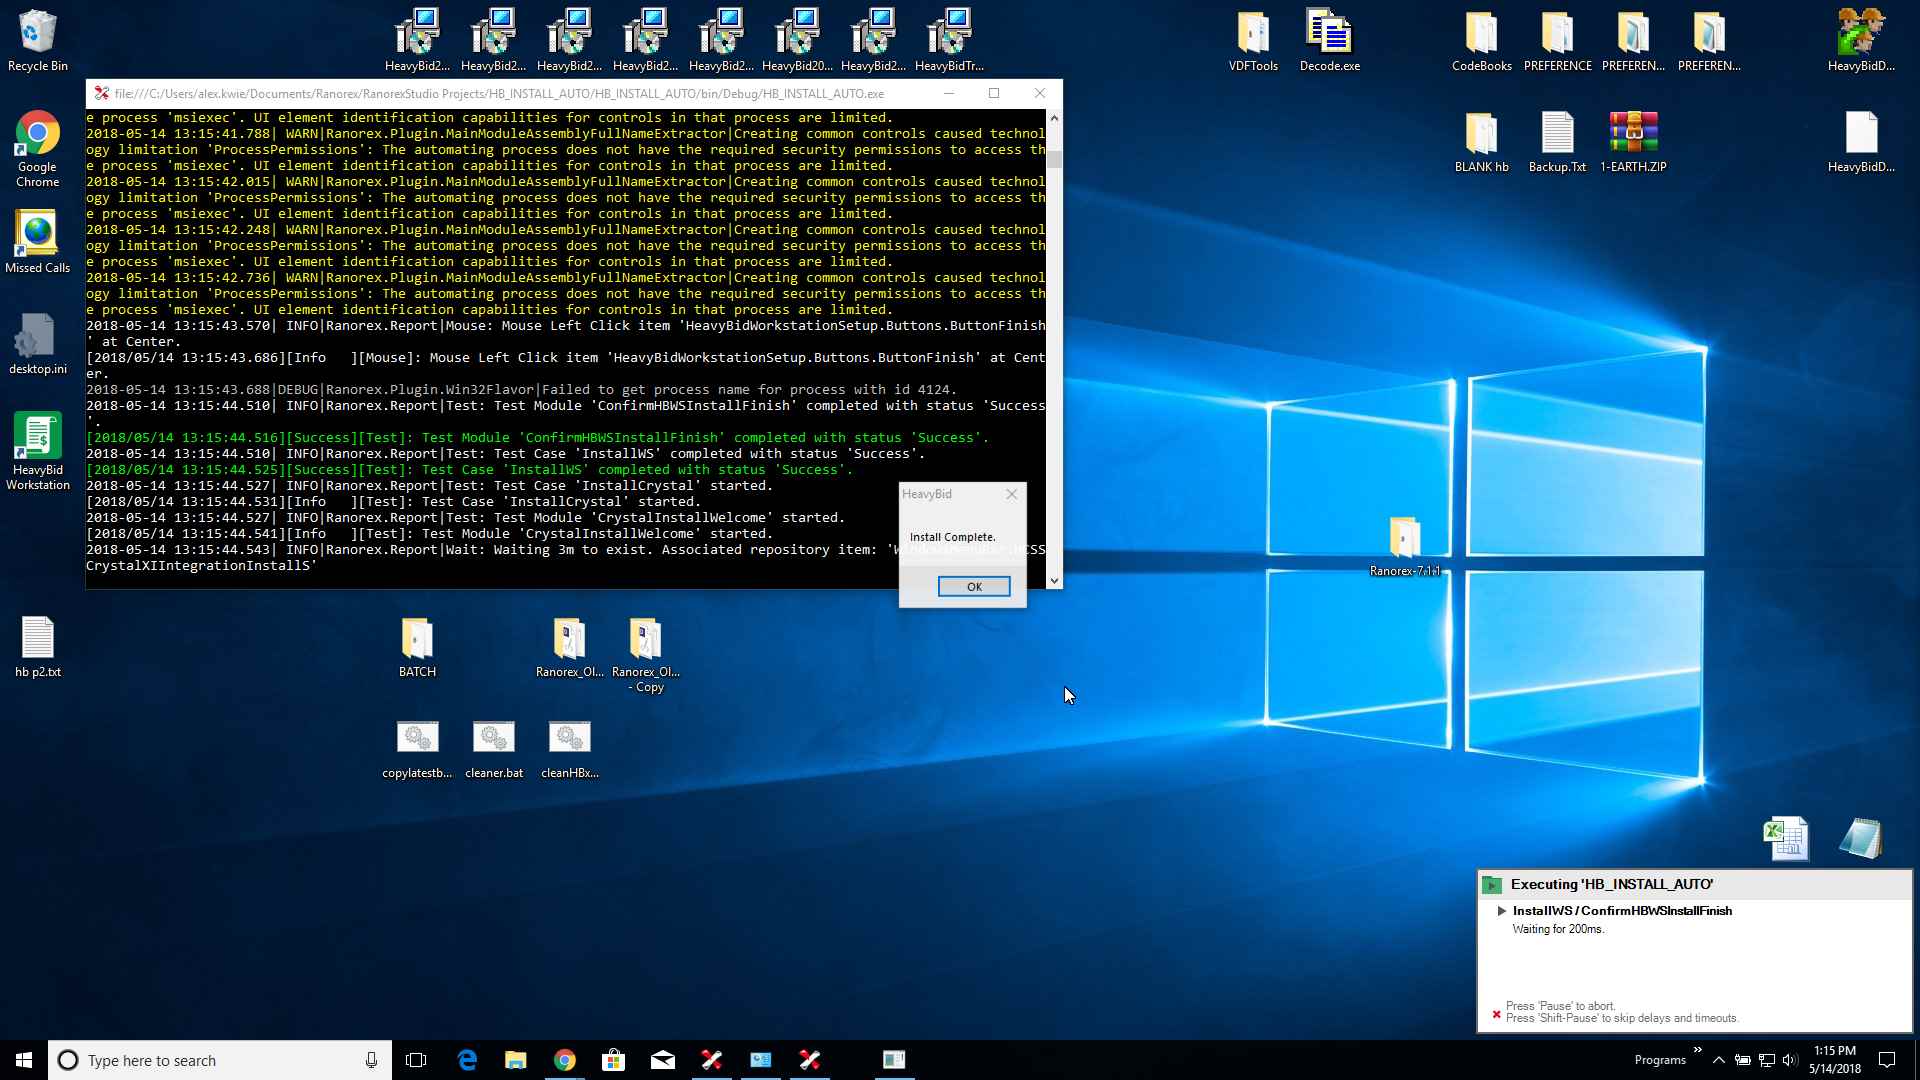 Recycle Bin
HeavyBid2...
HeavyBid2...
HeavyBid2...
HeavyBid2...
HeavyBid2...
HeavyBid20...
HeavyBid2...
HeavyBidTr...
VDFTools
Decode.exe
CodeBooks
PREFERENCE
PREFEREN...
PREFEREN...
HeavyBidD...
file:///C:/Users/alex.kwie/Documents/Ranorex/RanorexStudio Projects/HB_INSTALL_AUTO/HB_INSTALL_AUTO/bin/Debug/HB_INSTALL_AUTO.exe
e process 'msiexec'. UI element identification capabilities for controls in that process are limited.
2018-05-14 13:15:41.788| WARN|Ranorex.Plugin.MainModuleAssemblyFullNameExtractor|Creating common controls caused technol
ogy limitation 'ProcessPermissions': The automating process does not have the required security permissions to access th
e process 'msiexec'. UI element identification capabilities for controls in that process are limited.
2018-05-14 13:15:42.015| WARN|Ranorex.Plugin.MainModuleAssemblyFullNameExtractor|Creating common controls caused technol
ogy limitation 'ProcessPermissions': The automating process does not have the required security permissions to access th
e process 'msiexec'. UI element identification capabilities for controls in that process are limited.
2018-05-14 13:15:42.248| WARN|Ranorex.Plugin.MainModuleAssemblyFullNameExtractor|Creating common controls caused technol
ogy limitation 'ProcessPermissions': The automating process does not have the required security permissions to access th
e process 'msiexec'. UI element identification capabilities for controls in that process are limited.
2018-05-14 13:15:42.736| WARN|Ranorex.Plugin.MainModuleAssemblyFullNameExtractor|Creating common controls caused technol
ogy limitation 'ProcessPermissions': The automating process does not have the required security permissions to access th
e process 'msiexec'. UI element identification capabilities for controls in that process are limited.
2018-05-14 13:15:43.570| INFO|Ranorex.Report|Mouse: Mouse Left Click item 'HeavyBidWorkstationSetup.Buttons.ButtonFinish
' at Center.
[2018/05/14 13:15:43.686][Info   ][Mouse]: Mouse Left Click item 'HeavyBidWorkstationSetup.Buttons.ButtonFinish' at Cent
er.
2018-05-14 13:15:43.688|DEBUG|Ranorex.Plugin.Win32Flavor|Failed to get process name for process with id 4124.
2018-05-14 13:15:44.510| INFO|Ranorex.Report|Test: Test Module 'ConfirmHBWSInstallFinish' completed with status 'Success
'.
[2018/05/14 13:15:44.516][Success][Test]: Test Module 'ConfirmHBWSInstallFinish' completed with status 'Success'.
2018-05-14 13:15:44.510| INFO|Ranorex.Report|Test: Test Case 'InstallWS' completed with status 'Success'.
[2018/05/14 13:15:44.525][Success][Test]: Test Case 'InstallWS' completed with status 'Success'.
2018-05-14 13:15:44.527| INFO|Ranorex.Report|Test: Test Case 'InstallCrystal' started.
[2018/05/14 13:15:44.531][Info   ][Test]: Test Case 'InstallCrystal' started.
2018-05-14 13:15:44.527| INFO|Ranorex.Report|Test: Test Module 'CrystalInstallWelcome' started.
[2018/05/14 13:15:44.541][Info   ][Test]: Test Module 'CrystalInstallWelcome' started.
2018-05-14 13:15:44.543| INFO|Ranorex.Report|Wait: Waiting 3m to exist. Associated repository item:
CrystalXIIntegrationInstallS'
HeavyBid
Install Complete.
OK
Google
Chrome
Missed Calls
desktop.ini
HeavyBid
Workstation
hb p2.txt
BLANK hb
Backup.Txt
1-EARTH.ZIP
HeavyBidD...
Ranorex-7.1.1
BATCH
Ranorex_Ol...
Ranorex_Ol...
- Copy
copylatestb...
cleaner.bat
cleanHBx...
Executing 'HB_INSTALL_AUTO'
InstallWS / ConfirmHBWSInstallFinish
Waiting for 200ms.
Press 'Pause' to abort.
Press 'Shift-Pause' to skip delays and timeouts.
Type here to search
Programs
1:15 PM
5/14/2018